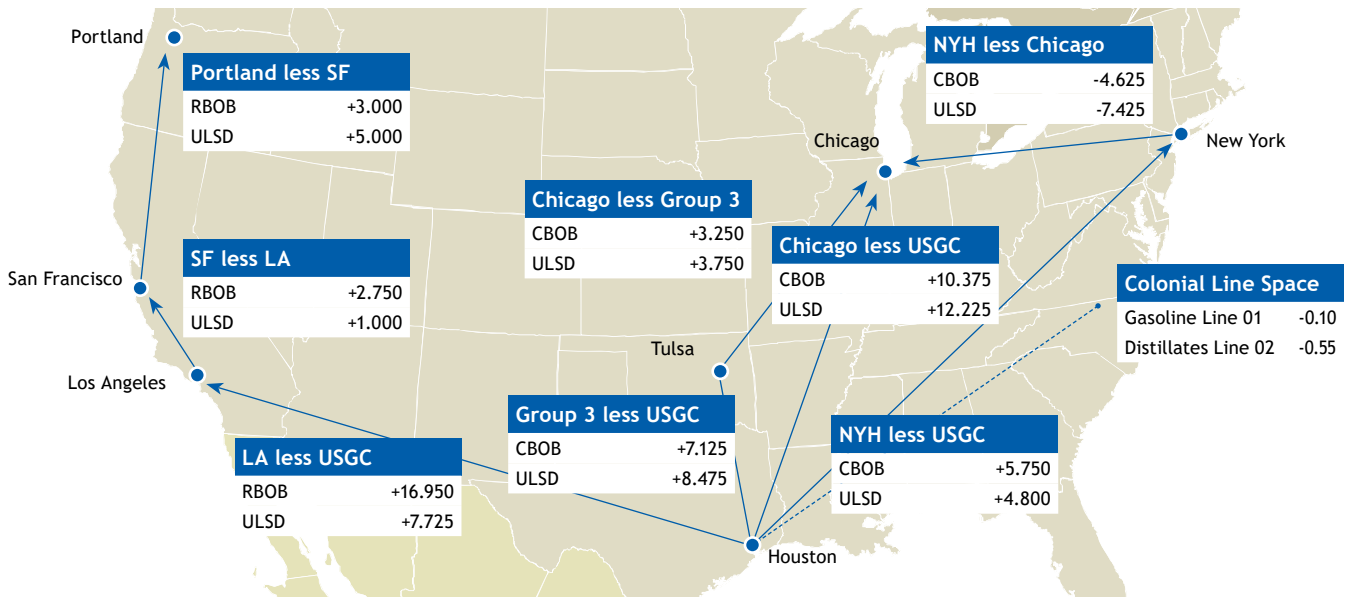 Portland
Portland less SF
RBOB +3.000
ULSD +5.000
NYH less Chicago
CBOB -4.625
ULSD -7.425
Chicago
New York
Chicago less Group 3
CBOB +3.250
ULSD +3.750
Chicago less USGC
CBOB +10.375
ULSD +12.225
San Francisco
SF less LA
RBOB +2.750
ULSD +1.000
Colonial Line Space
Gasoline Line 01 -0.10
Distillates Line 02 -0.55
Tulsa
Los Angeles
Group 3 less USGC
CBOB +7.125
ULSD +8.475
NYH less USGC
CBOB +5.750
ULSD +4.800
LA less USGC
RBOB +16.950
ULSD +7.725
Houston